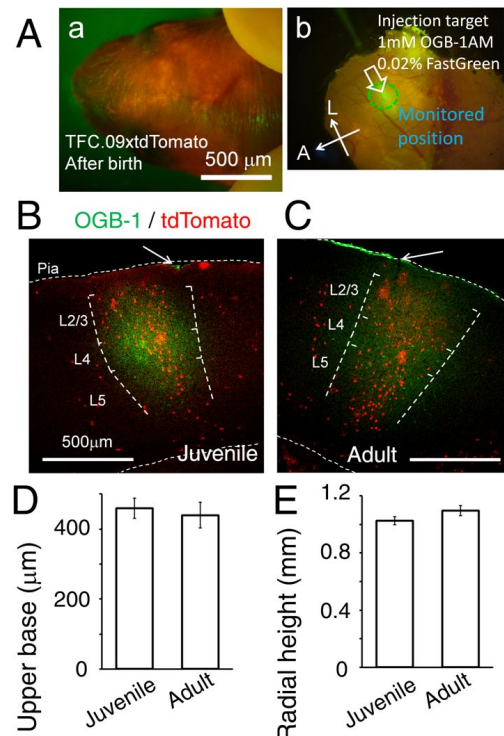 A
a
TFC.09xtdTomato
After birth
500 μm
b
Injection target
1mM OGB-1AM
0.02% FastGreen
Monitored
position
L
A
OGB-1 / tdTomato
B
Pia
L2/3
L4
L5
500μm
Juvenile
C
L2/3
L4
L5
Adult
D
Upper base (μm)
400
200
0
Juvenile
Adult
E
Radial height (mm)
1.2
0.8
0.4
0
Juvenile
Adult